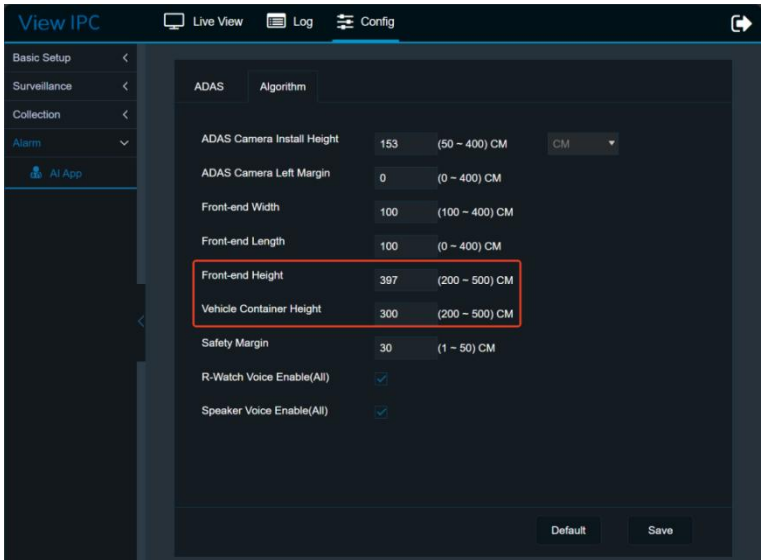 View IPC
Live View Log Config
Basic Setup
Surveillance
Collection
Alarm
AI App
ADAS Algorithm
ADAS Camera Install Height 153 (50 ~ 400) CM CM
ADAS Camera Left Margin 0 (0 ~ 400) CM
Front-end Width 100 (100 ~ 400) CM
Front-end Length 100 (0 ~ 400) CM
Front-end Height 397 (200 ~ 500) CM
Vehicle Container Height 300 (200 ~ 500) CM
Safety Margin 30 (1 ~ 50) CM
R-Watch Voice Enable(All)
Speaker Voice Enable(All)
Default Save